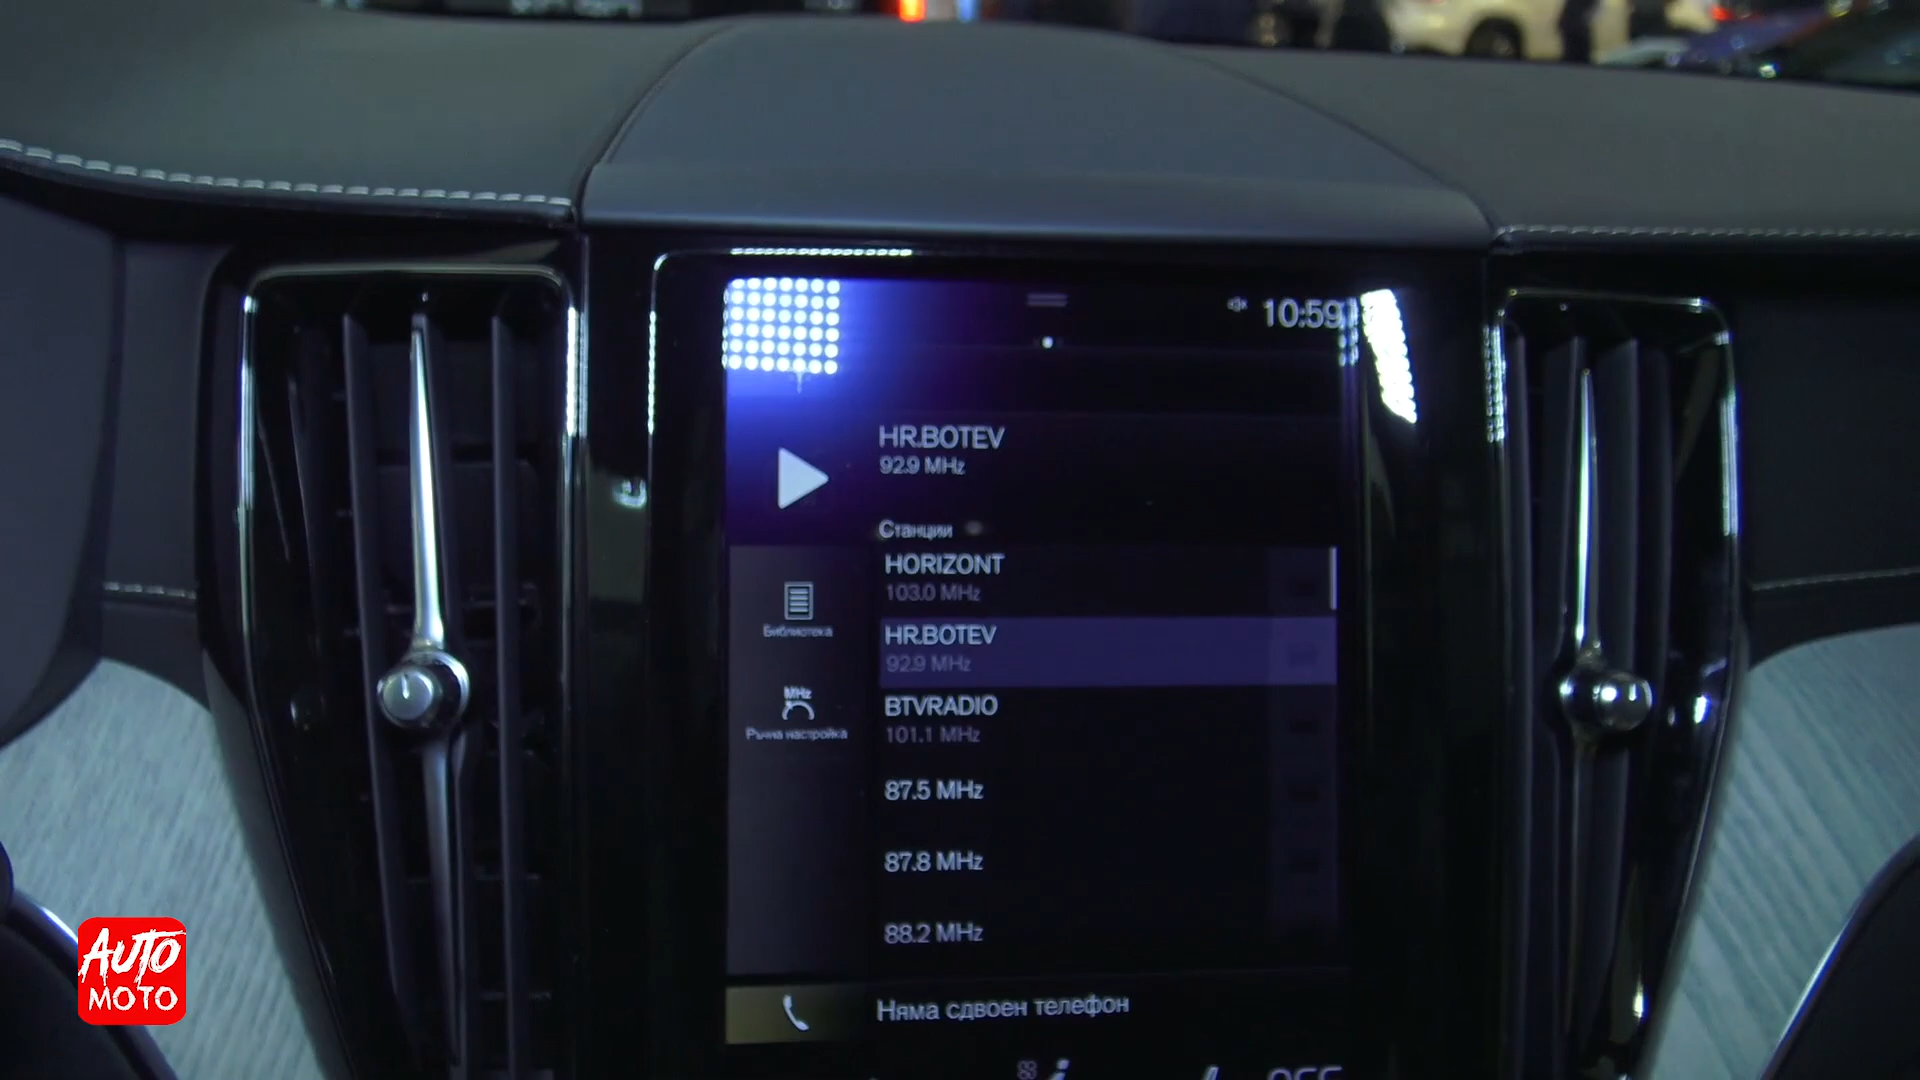 10:59
HR.BOTEV
92.9 MHz
Станции
HORIZONT
103.0 MHz
HR.BOTEV
92.9 MHz
BTVRADIO
101.1 MHz
87.5 MHz
87.8 MHz
88.2 MHz
Библиотека
MHz
Ръчна настройка
Няма сдвоен телефон
AUTO
MOTO